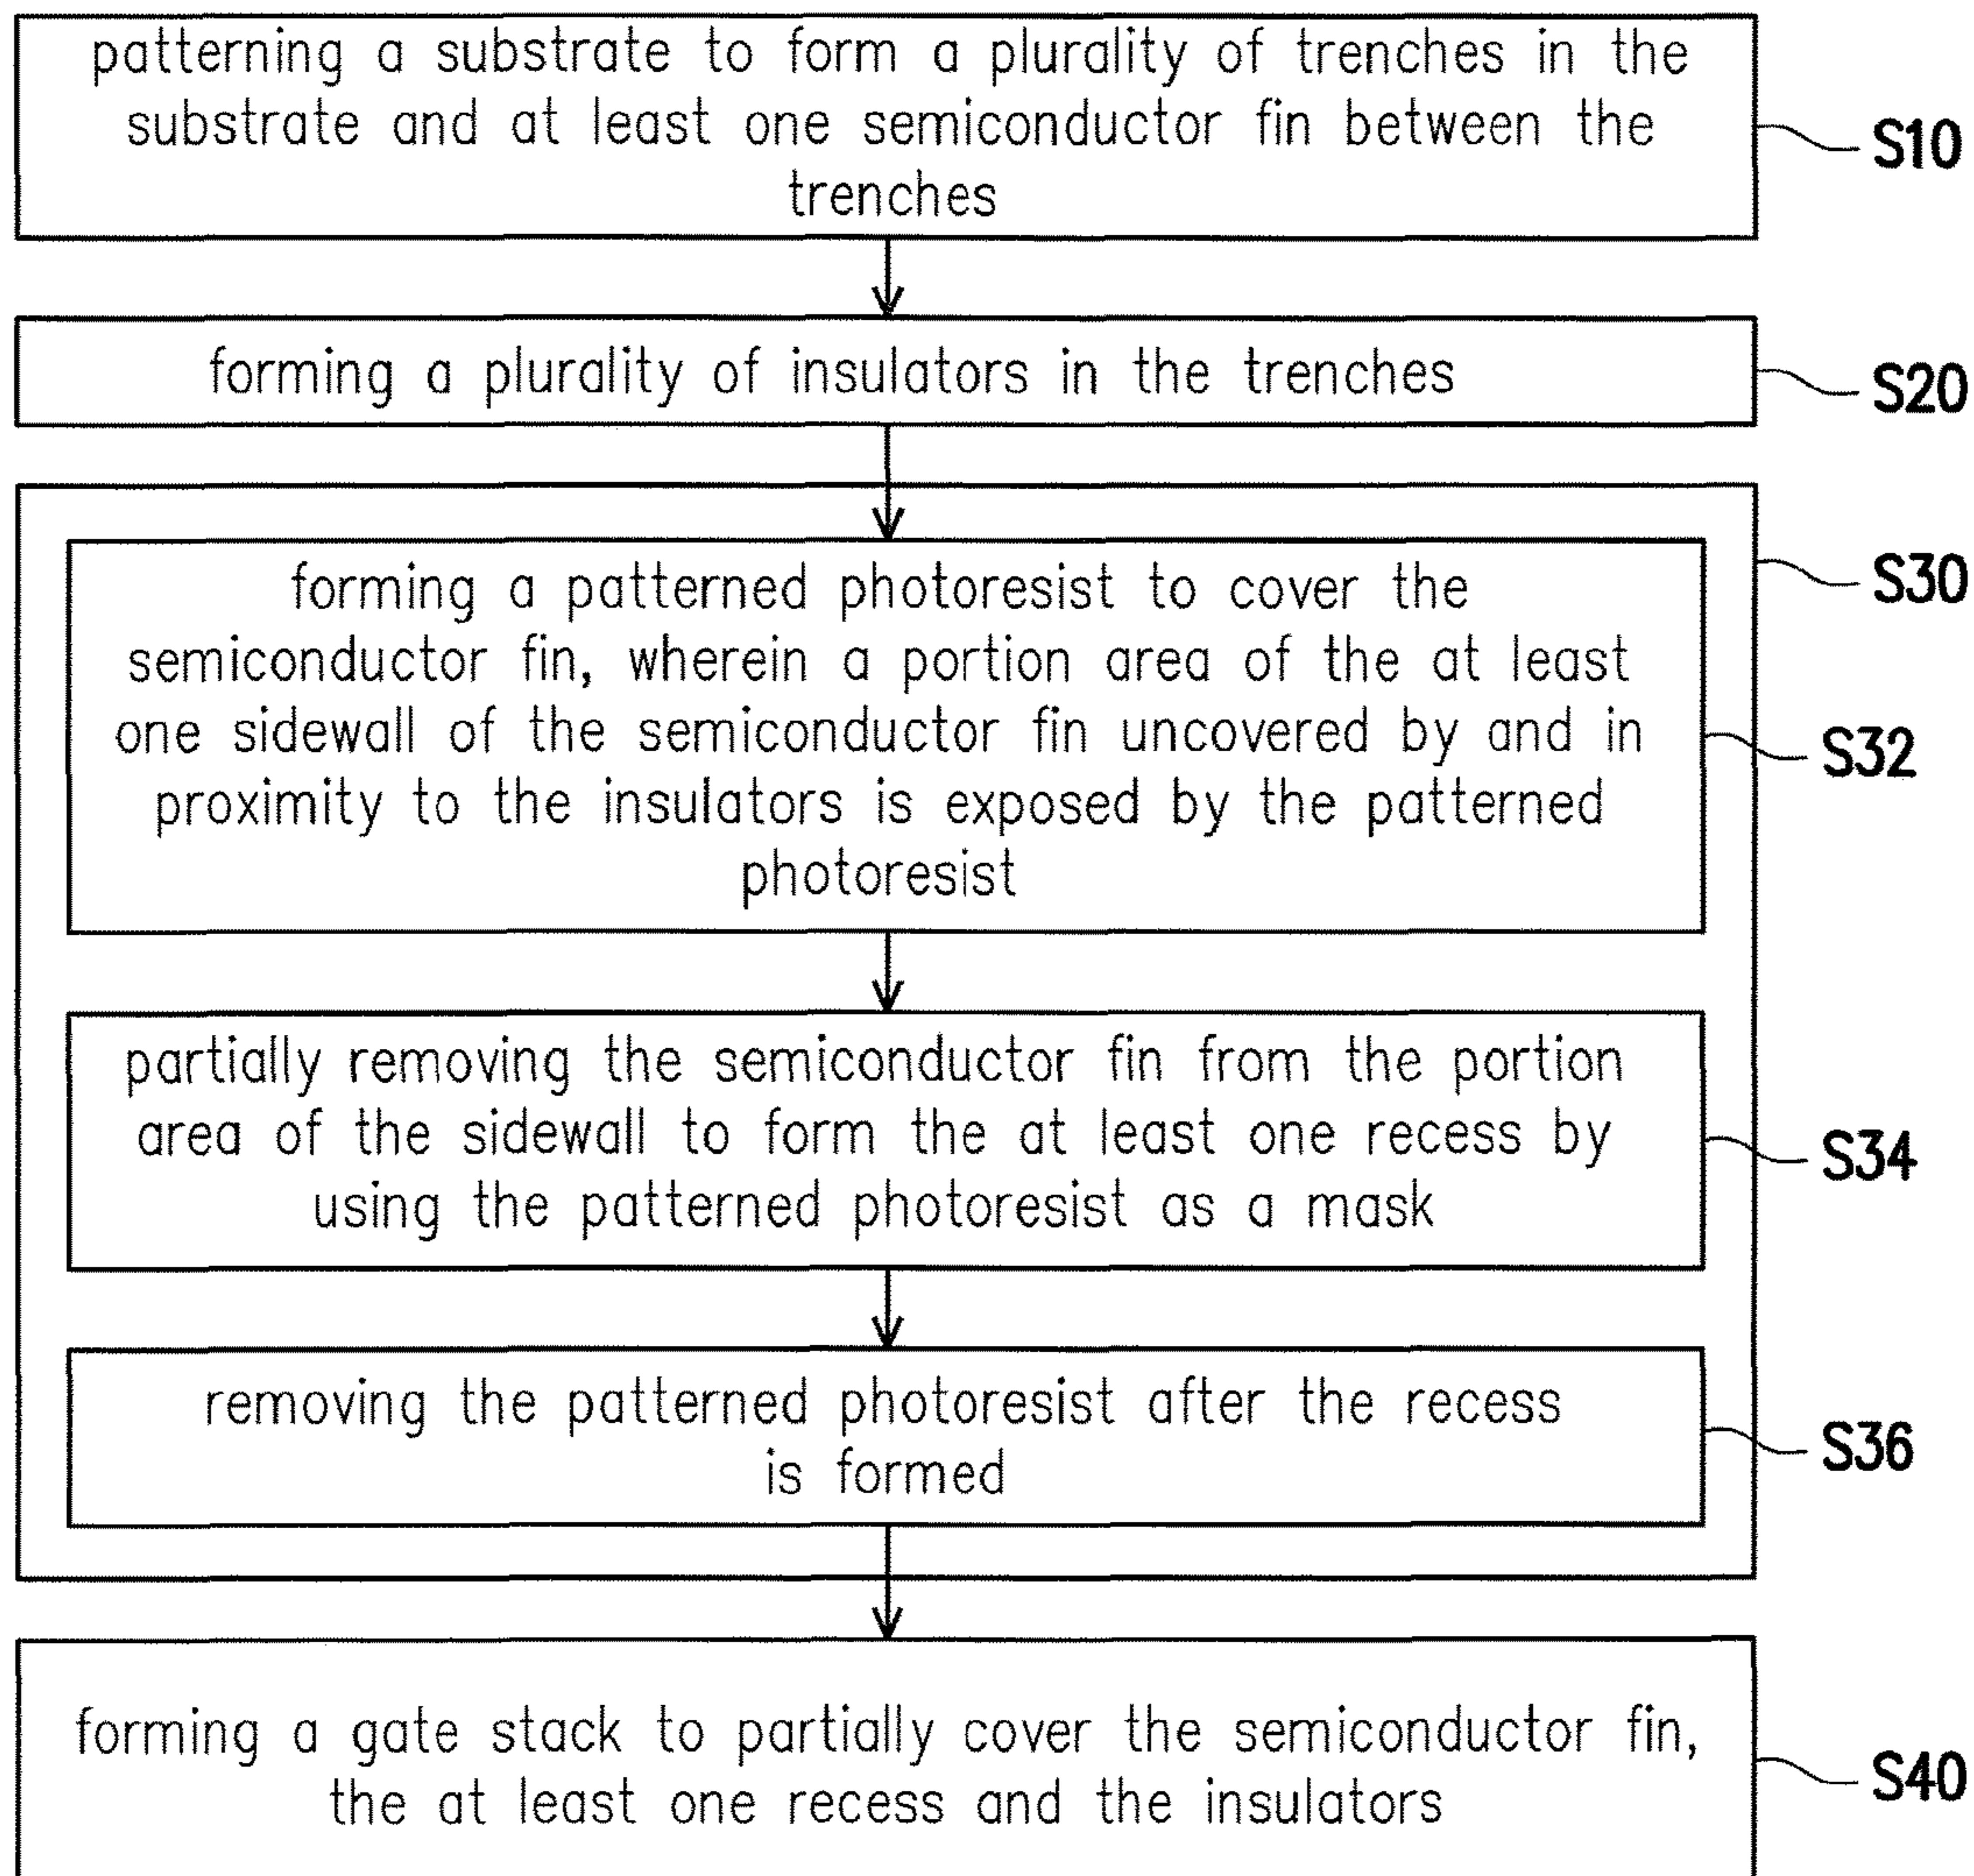 patterning a substrate to form a plurality of trenches in the
substrate and at least one semiconductor fin between the
trenches
S10
forming a plurality of insulators in the trenches
S20
S30
forming a patterned photoresist to cover the
semiconductor fin, wherein a portion area of the at least
one sidewall of the semiconductor fin uncovered by and in
proximity to the insulators is exposed by the patterned
photoresist
S32
partially removing the semiconductor fin from the portion
area of the sidewall to form the at least one recess by
using the patterned photoresist as a mask
S34
removing the patterned photoresist after the recess
is formed
S36
forming a gate stack to partially cover the semiconductor fin,
the at least one recess and the insulators
S40